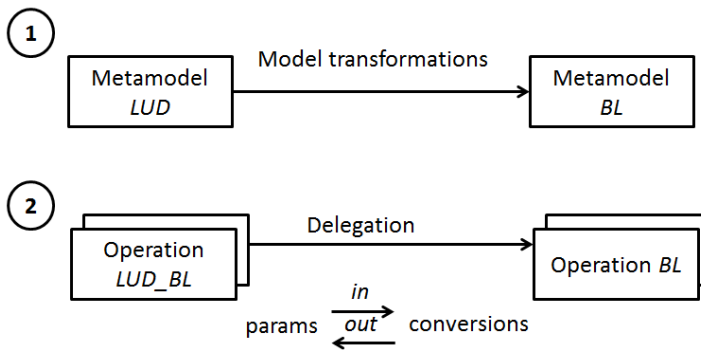 1
Model transformations
Metamodel
LUD
Metamodel
BL
2
Delegation
Operation
LUD_BL
Operation BL
in
params out conversions